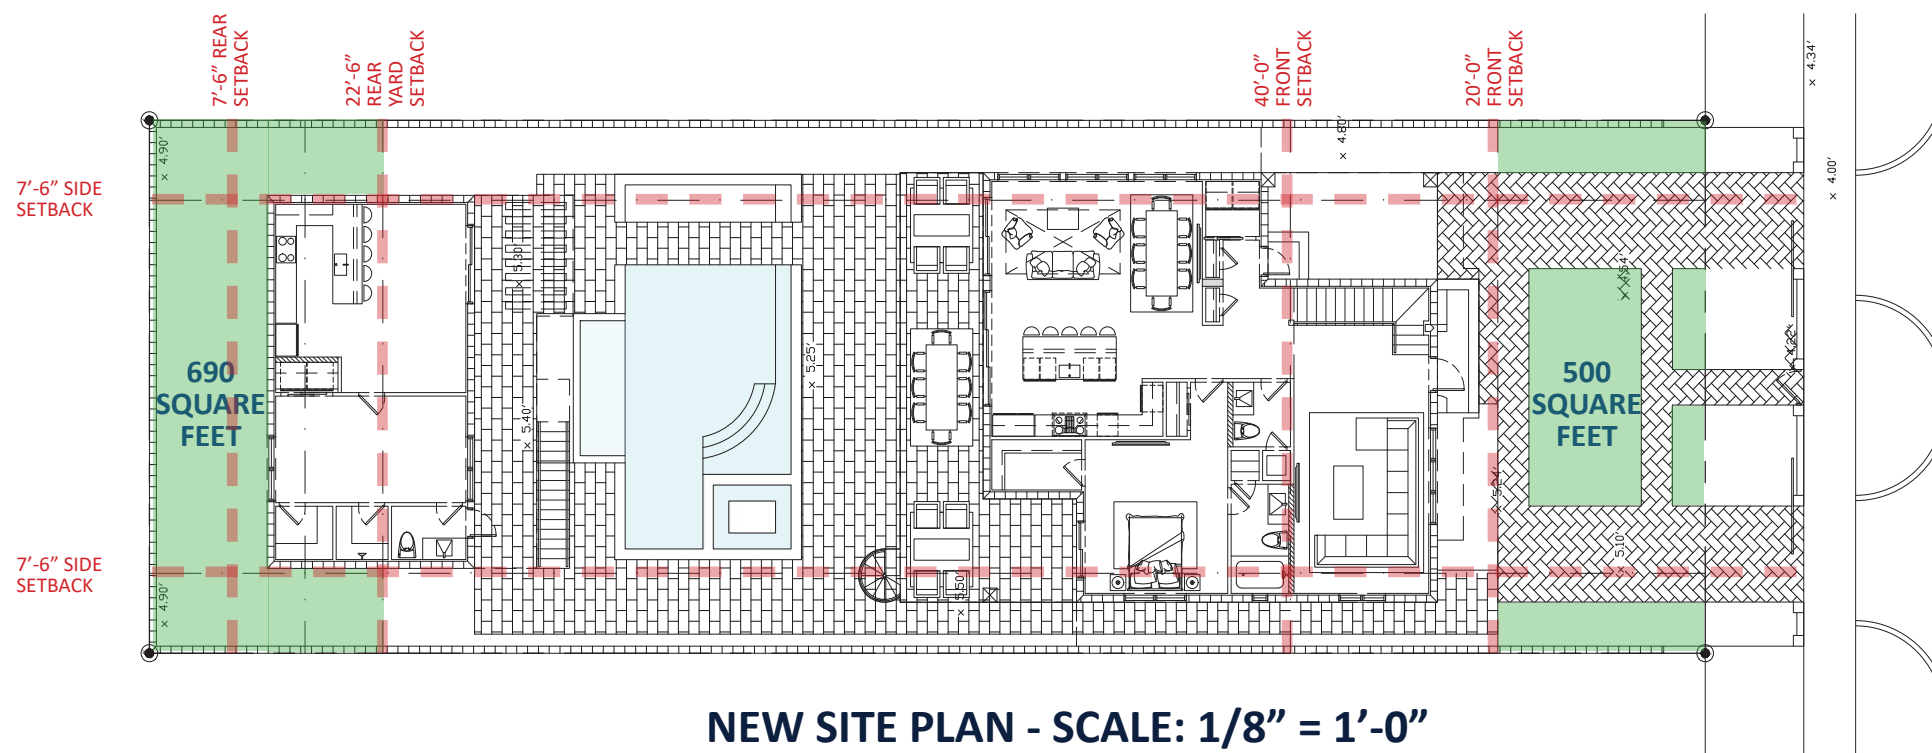 7’-6” REAR
SETBACK
22’-6”
REAR
YARD
SETBACK
40’-0”
FRONT
SETBACK
20’-0”
FRONT
SETBACK
× 4.34’
× 4.90’
× 4.80’
× 4.00’
7’-6” SIDE
SETBACK
× 5.30’
× 5.25’
× 5.40’
690
SQUARE
FEET
500
SQUARE
FEET
× 5.24’
× 5.10’
7’-6” SIDE
SETBACK
× 4.90’
× 5.50’
NEW SITE PLAN - SCALE: 1/8” = 1’-0”